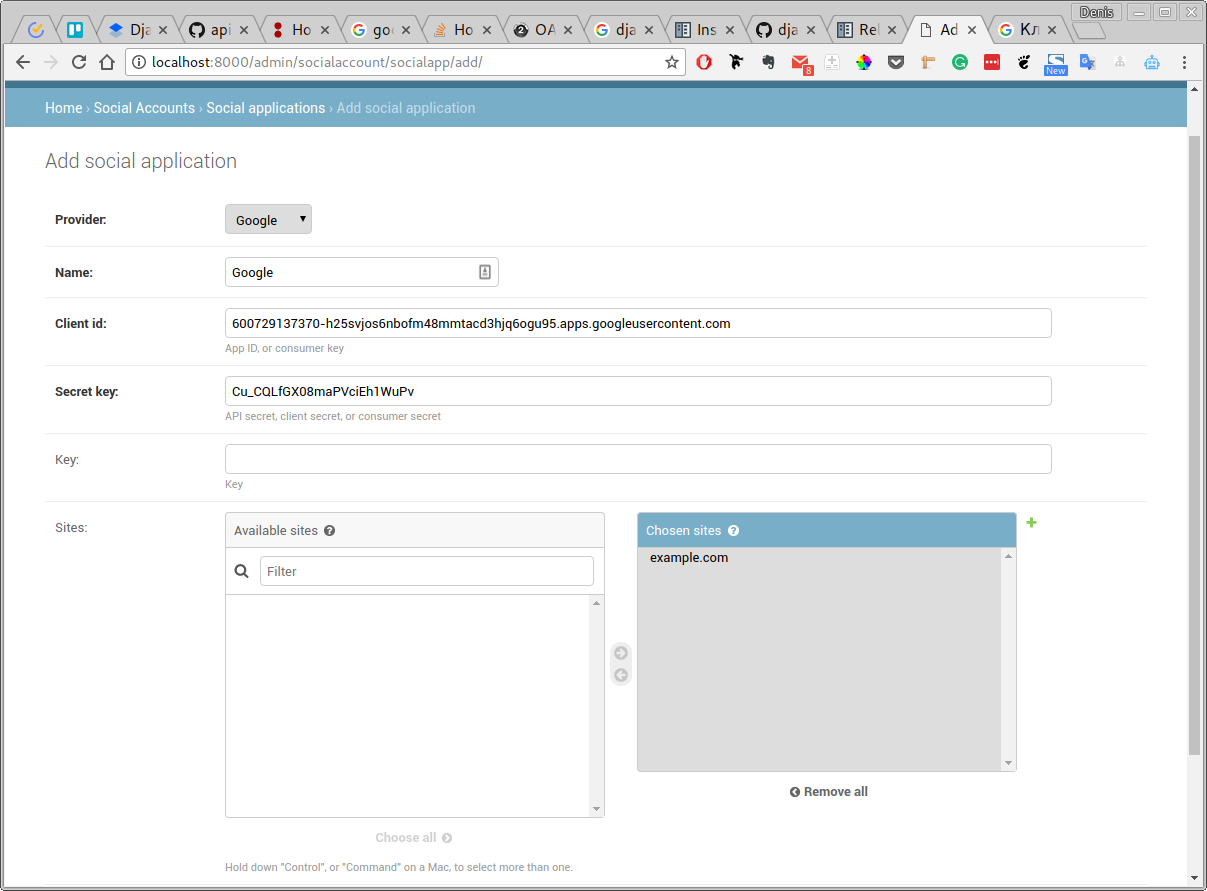 Denis
Dja
api
Ho
goo
Ho
OA
dja
Ins
dja
Rel
Ad
Кл
localhost:8000/admin/socialaccount/socialapp/add/
8
New
Home › Social Accounts › Social applications › Add social application
Add social application
Provider:
Google
Name:
Google
Client id:
600729137370-h25svjos6nbofm48mmtacd3hjq6ogu95.apps.googleusercontent.com
App ID, or consumer key
Secret key:
Cu_CQLfGX08maPVciEh1WuPv
API secret, client secret, or consumer secret
Key:
Key
Sites:
Available sites
Filter
Choose all
Chosen sites
example.com
Remove all
Hold down "Control", or "Command" on a Mac, to select more than one.